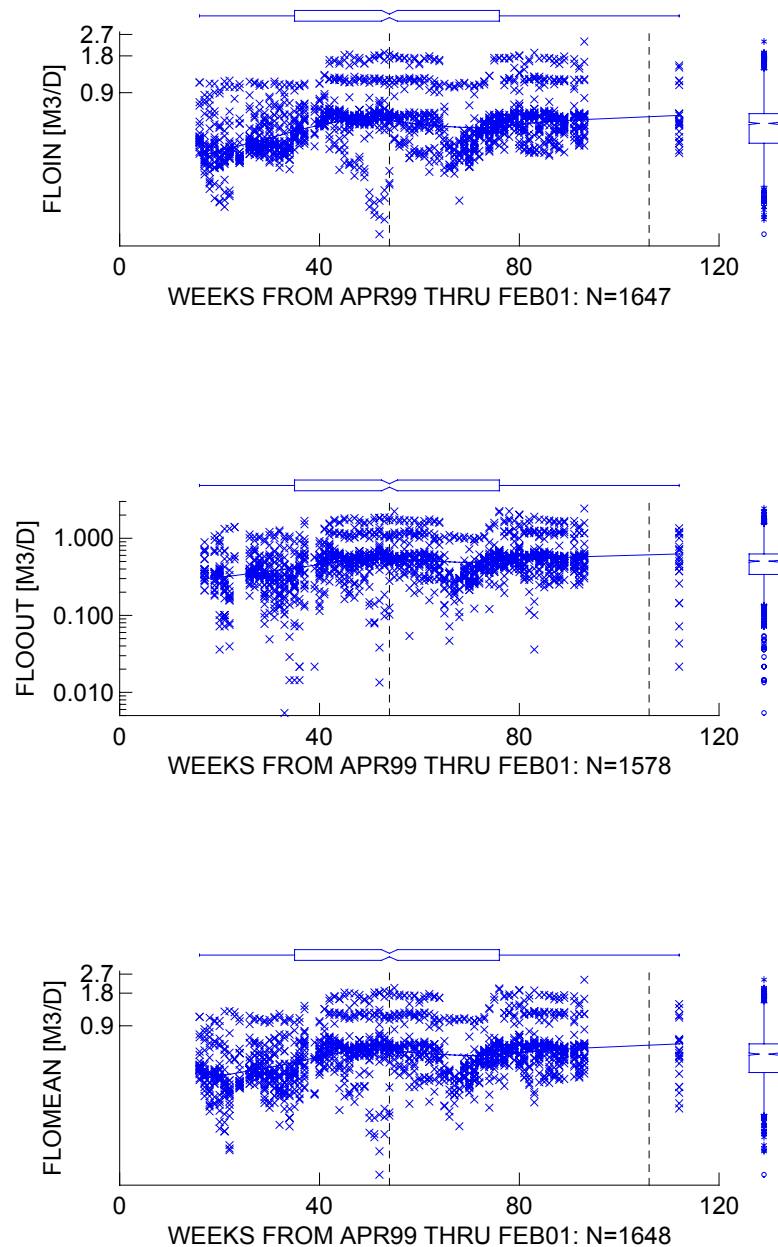 2.7
1.8
0.9
FLOIN [M3/D]
0 40 80 120
WEEKS FROM APR99 THRU FEB01: N=1647
1.000
0.100
0.010
FLOOUT [M3/D]
0 40 80 120
WEEKS FROM APR99 THRU FEB01: N=1578
2.7
1.8
0.9
FLOMEAN [M3/D]
0 40 80 120
WEEKS FROM APR99 THRU FEB01: N=1648